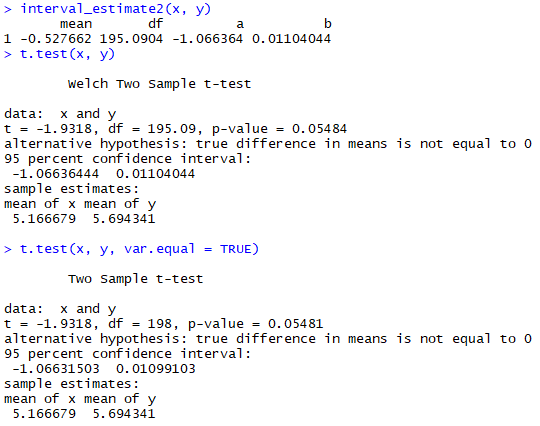 > interval_estimate2(x, y)
       mean       df         a          b
1 -0.527662 195.0904 -1.066364 0.01104044
> t.test(x, y)
        Welch Two Sample t-test
data:  x and y
t = -1.9318, df = 195.09, p-value = 0.05484
alternative hypothesis: true difference in means is not equal to 0
95 percent confidence interval:
 -1.06636444  0.01104044
sample estimates:
mean of x mean of y
 5.166679  5.694341
> t.test(x, y, var.equal = TRUE)
        Two Sample t-test
data:  x and y
t = -1.9318, df = 198, p-value = 0.05481
alternative hypothesis: true difference in means is not equal to 0
95 percent confidence interval:
 -1.06631503  0.01099103
sample estimates:
mean of x mean of y
 5.166679  5.694341